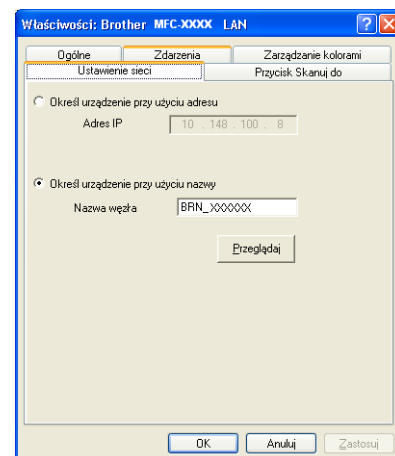 Właściwości: Brother MFC-XXXX LAN
Ogólne Zdarzenia Zarządzanie kolorami
Ustawienie sieci Przycisk Skanuj do
Określ urządzenie przy użyciu adresu
Adres IP 10 . 148 . 100 . 8
Określ urządzenie przy użyciu nazwy
Nazwa węzła BRN_XXXXXX
Przeglądaj
OK Anuluj Zastosuj